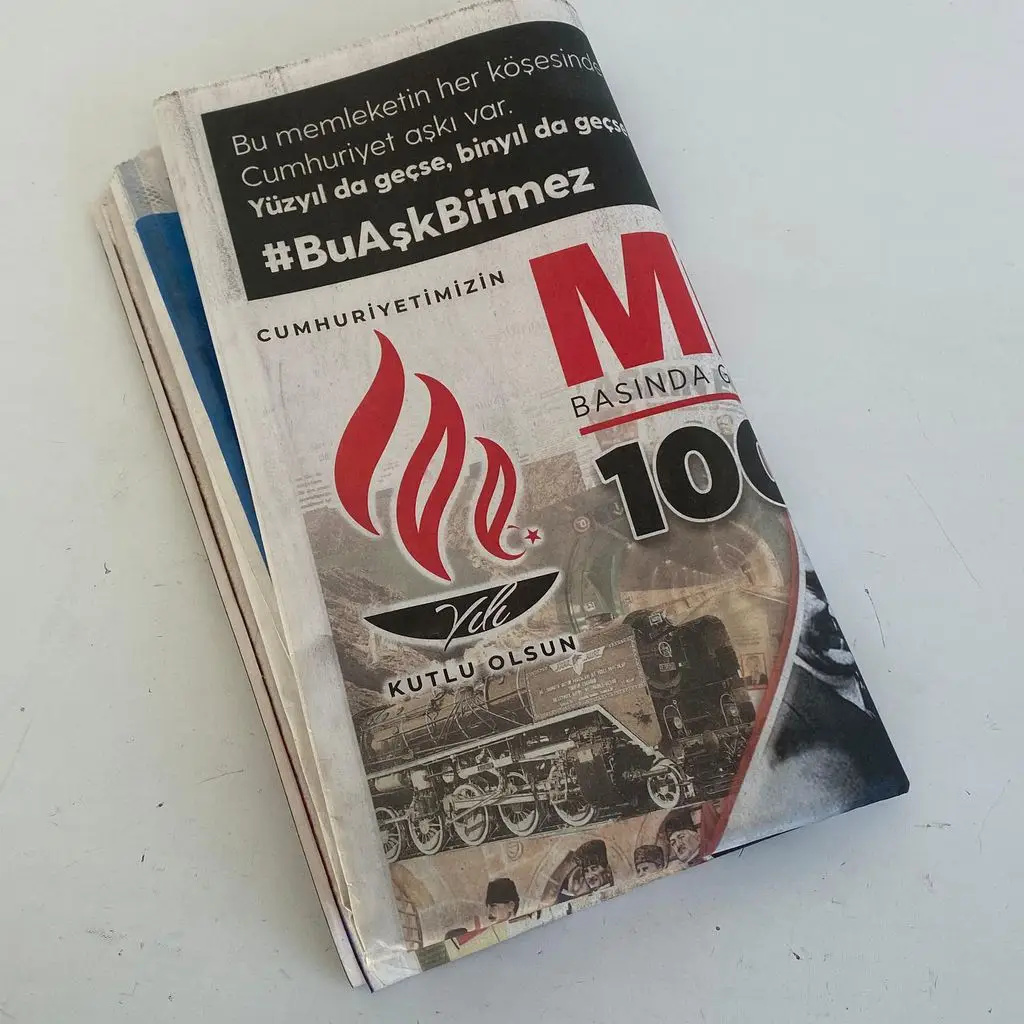 Bu memleketin her köşesinde
Cumhuriyet aşkı var.
Yüzyıl da geçse, binyıl da geçse
#BuAşkBitmez
CUMHURİYETİMİZİN
M
BASINDA G
100
Yılı
KUTLU OLSUN